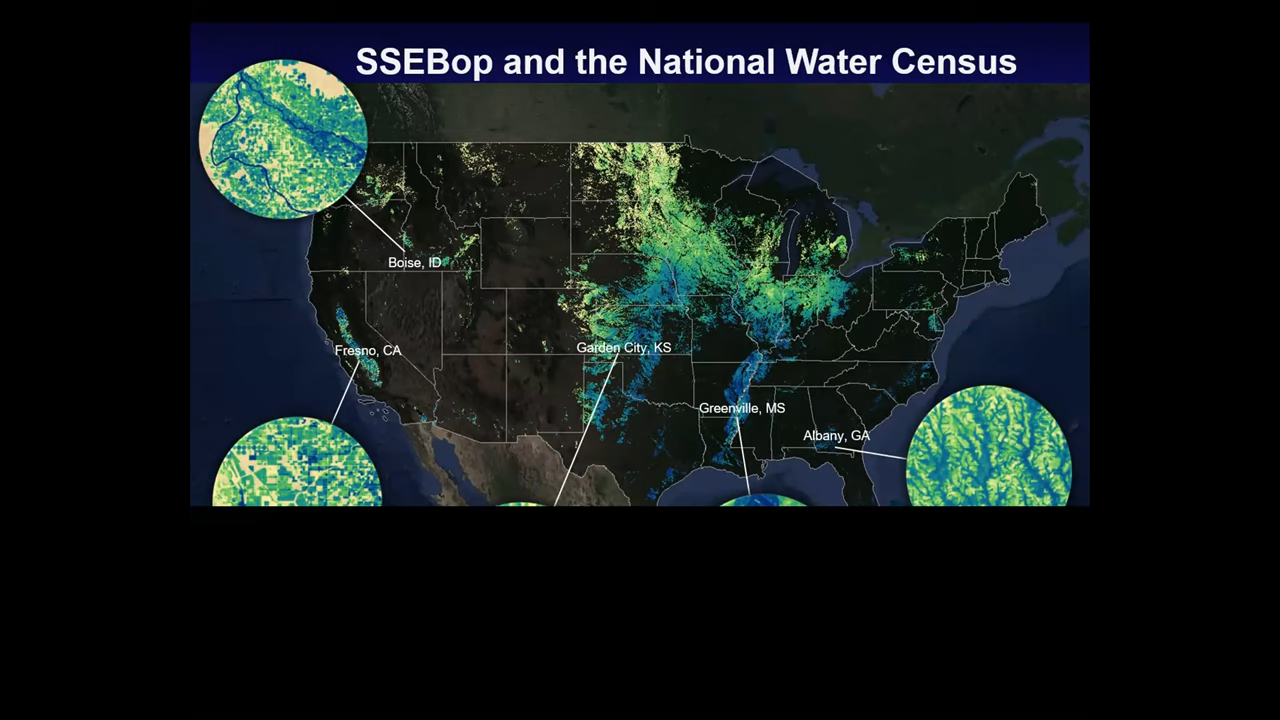 SSEBop and the National Water Census
Boise, ID
Fresno, CA
Garden City, KS
Greenville, MS
Albany, GA